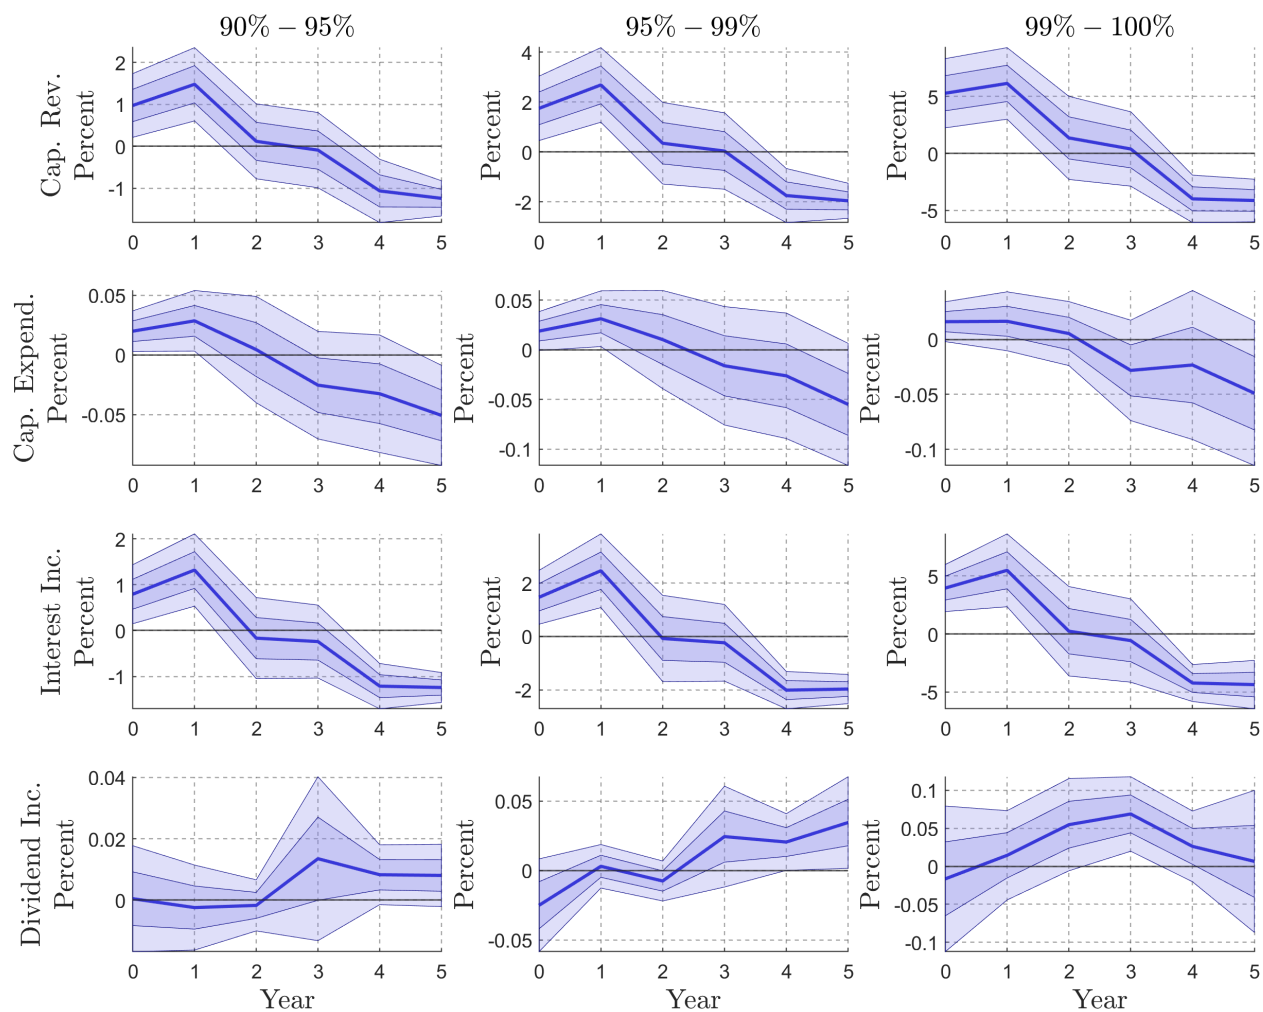 90% – 95%
95% – 99%
99% – 100%
Cap. Rev.
Percent
2
1
0
-1
0 1 2 3 4 5
Percent
4
2
0
-2
0 1 2 3 4 5
Percent
5
0
-5
0 1 2 3 4 5
Cap. Expend.
Percent
0.05
0
-0.05
0 1 2 3 4 5
Percent
0.05
0
-0.05
-0.1
0 1 2 3 4 5
Percent
0
-0.05
-0.1
0 1 2 3 4 5
Interest Inc.
Percent
2
1
0
-1
0 1 2 3 4 5
Percent
2
0
-2
0 1 2 3 4 5
Percent
5
0
-5
0 1 2 3 4 5
Dividend Inc.
Percent
0.04
0.02
0
0 1 2 3 4 5
Year
Percent
0.05
0
-0.05
0 1 2 3 4 5
Year
Percent
0.1
0.05
0
-0.05
-0.1
0 1 2 3 4 5
Year